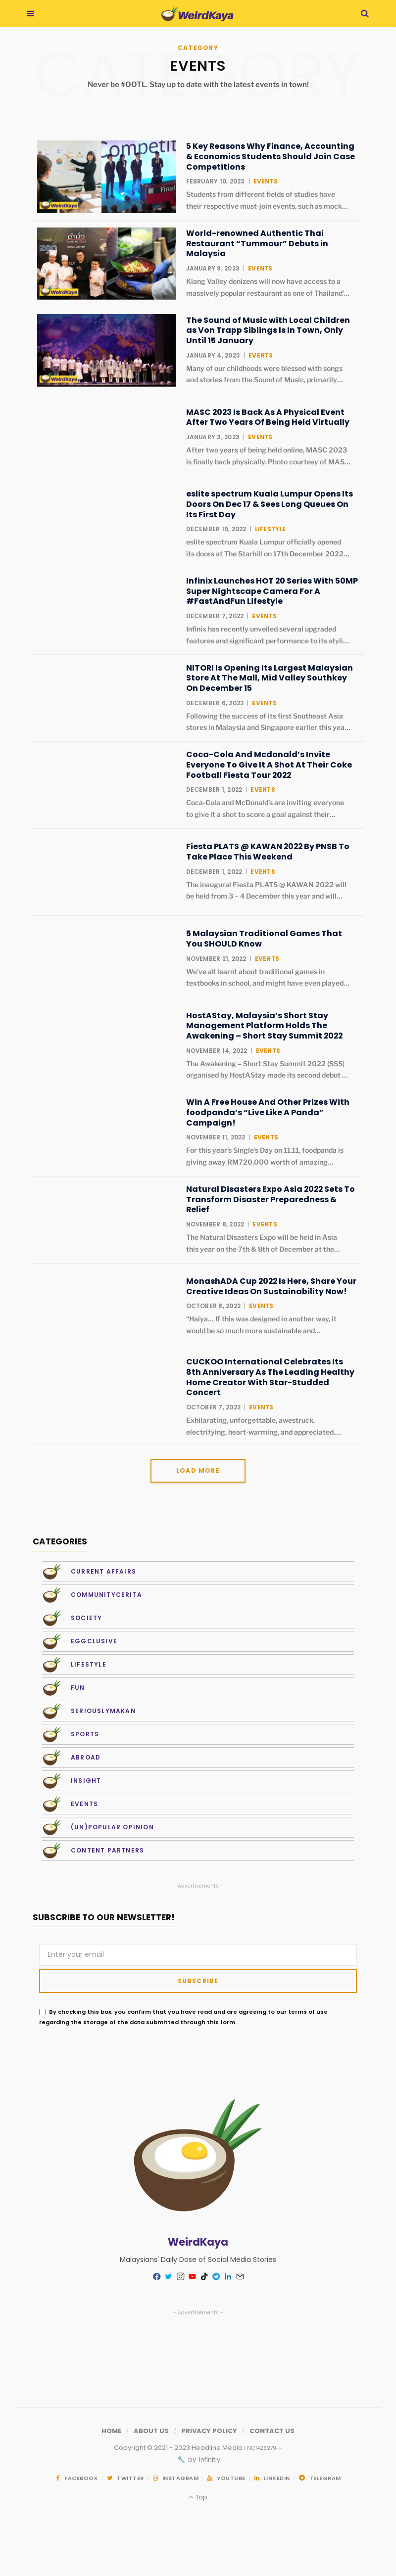 WeirdKaya
CATEGORY
EVENTS
Never be #OOTL. Stay up to date with the latest events in town!
5 Key Reasons Why Finance, Accounting
& Economics Students Should Join Case
Competitions
FEBRUARY 10, 2023 | EVENTS
Students from different fields of studies have
their respective must-join events, such as mock...
World-renowned Authentic Thai
Restaurant “Tummour” Debuts in
Malaysia
JANUARY 9, 2023 | EVENTS
Klang Valley denizens will now have access to a
massively popular restaurant as one of Thailand'...
The Sound of Music with Local Children
as Von Trapp Siblings Is In Town, Only
Until 15 January
JANUARY 4, 2023 | EVENTS
Many of our childhoods were blessed with songs
and stories from the Sound of Music, primarily...
MASC 2023 Is Back As A Physical Event
After Two Years Of Being Held Virtually
JANUARY 3, 2023 | EVENTS
After two years of being held online, MASC 2023
is finally back physically. Photo courtesy of MAS...
eslite spectrum Kuala Lumpur Opens Its
Doors On Dec 17 & Sees Long Queues On
Its First Day
DECEMBER 19, 2022 | LIFESTYLE
eslite spectrum Kuala Lumpur officially opened
its doors at The Starhill on 17th December 2022...
Infinix Launches HOT 20 Series With 50MP
Super Nightscape Camera For A
#FastAndFun Lifestyle
DECEMBER 7, 2022 | EVENTS
Infinix has recently unveiled several upgraded
features and significant performance to its styli...
NITORI Is Opening Its Largest Malaysian
Store At The Mall, Mid Valley Southkey
On December 15
DECEMBER 6, 2022 | EVENTS
Following the success of its first Southeast Asia
stores in Malaysia and Singapore earlier this yea...
Coca-Cola And Mcdonald’s Invite
Everyone To Give It A Shot At Their Coke
Football Fiesta Tour 2022
DECEMBER 1, 2022 | EVENTS
Coca-Cola and McDonald’s are inviting everyone
to give it a shot to score a goal against their...
Fiesta PLATS @ KAWAN 2022 By PNSB To
Take Place This Weekend
DECEMBER 1, 2022 | EVENTS
The inaugural Fiesta PLATS @ KAWAN 2022 will
be held from 3 – 4 December this year and will...
5 Malaysian Traditional Games That
You SHOULD Know
NOVEMBER 21, 2022 | EVENTS
We’ve all learnt about traditional games in
textbooks in school, and might have even played...
HostAStay, Malaysia’s Short Stay
Management Platform Holds The
Awakening – Short Stay Summit 2022
NOVEMBER 14, 2022 | EVENTS
The Awakening – Short Stay Summit 2022 (SSS)
organised by HostAStay made its second debut ...
Win A Free House And Other Prizes With
foodpanda’s “Live Like A Panda”
Campaign!
NOVEMBER 11, 2022 | EVENTS
For this year’s Single’s Day on 11.11, foodpanda is
giving away RM720,000 worth of amazing...
Natural Disasters Expo Asia 2022 Sets To
Transform Disaster Preparedness &
Relief
NOVEMBER 8, 2022 | EVENTS
The Natural Disasters Expo will be held in Asia
this year on the 7th & 8th of December at the...
MonashADA Cup 2022 Is Here, Share Your
Creative Ideas On Sustainability Now!
OCTOBER 8, 2022 | EVENTS
“Haiya... If this was designed in another way, it
would be so much more sustainable and...
CUCKOO International Celebrates Its
8th Anniversary As The Leading Healthy
Home Creator With Star-Studded
Concert
OCTOBER 7, 2022 | EVENTS
Exhilarating, unforgettable, awestruck,
electrifying, heart-warming, and appreciated,...
LOAD MORE
CATEGORIES
CURRENT AFFAIRS
COMMUNITYCERITA
SOCIETY
EGGCLUSIVE
LIFESTYLE
FUN
SERIOUSLYMAKAN
SPORTS
ABROAD
INSIGHT
EVENTS
(UN)POPULAR OPINION
CONTENT PARTNERS
- Advertisements -
SUBSCRIBE TO OUR NEWSLETTER!
Enter your email
SUBSCRIBE
By checking this box, you confirm that you have read and are agreeing to our terms of use
regarding the storage of the data submitted through this form.
WeirdKaya
Malaysians' Daily Dose of Social Media Stories
- Advertisements -
HOME / ABOUT US / PRIVACY POLICY / CONTACT US
Copyright © 2021 - 2023 Headline Media
by Infinitly
FACEBOOK TWITTER INSTAGRAM YOUTUBE LINKEDIN TELEGRAM
Top